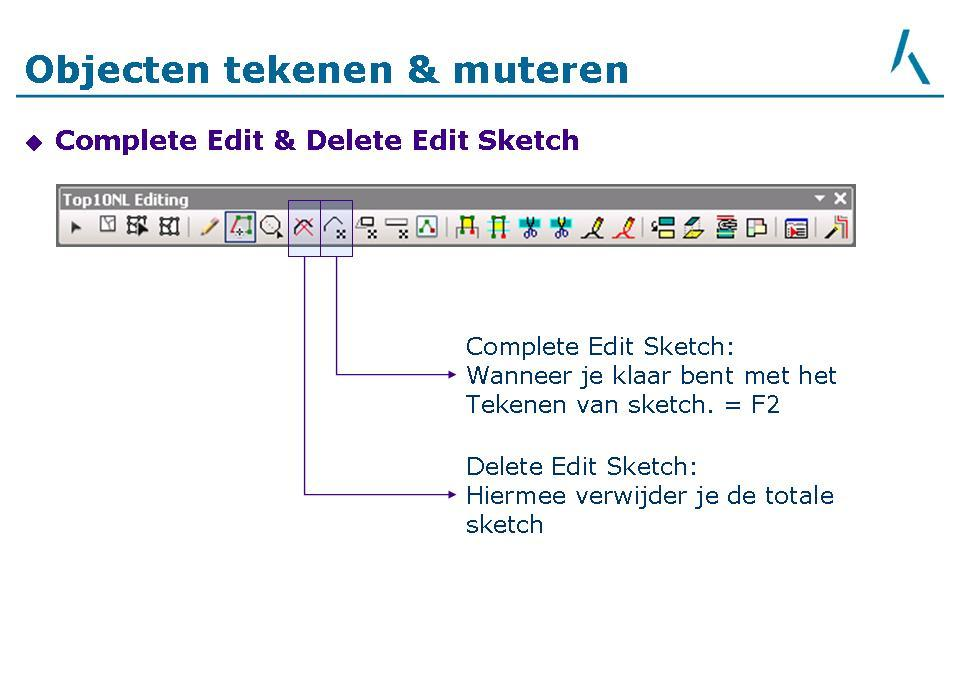 Objecten tekenen & muteren
Complete Edit & Delete Edit Sketch
Top10NL Editing
Complete Edit Sketch:
Wanneer je klaar bent met het
Tekenen van sketch. = F2
Delete Edit Sketch:
Hiermee verwijder je de totale
sketch